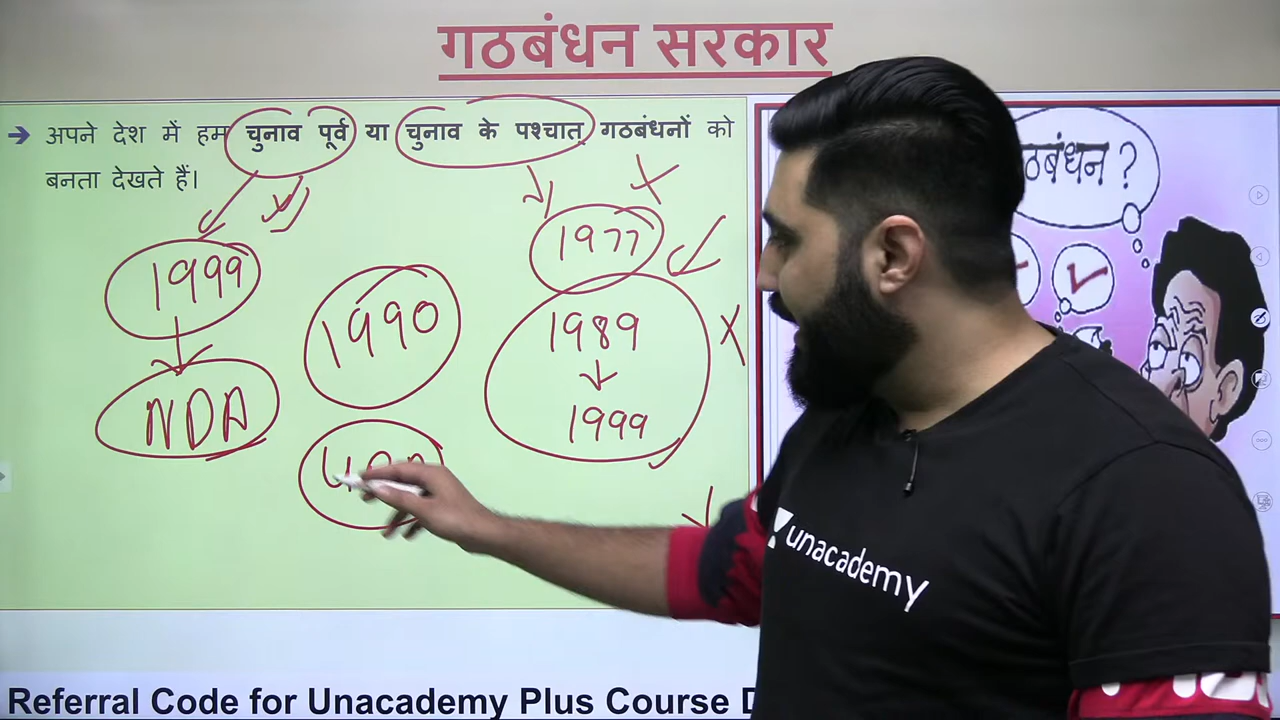 गठबंधन सरकार
→ अपने देश में हम चुनाव पूर्व या चुनाव के पश्चात् गठबंधनों को
बनता देखते हैं।
1977
1999
1990
1989
1999
NDA
ठबंधन ?
unacademy
Referral Code for Unacademy Plus Course